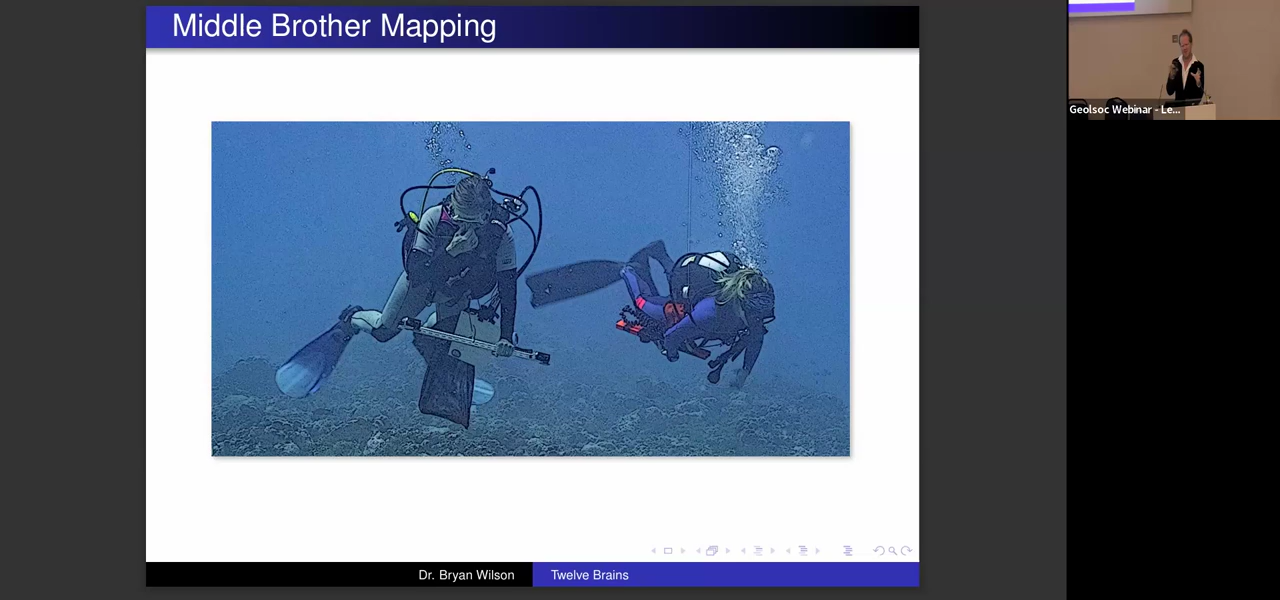 Middle Brother Mapping
Geolsoc Webinar - Le...
Dr. Bryan Wilson
Twelve Brains